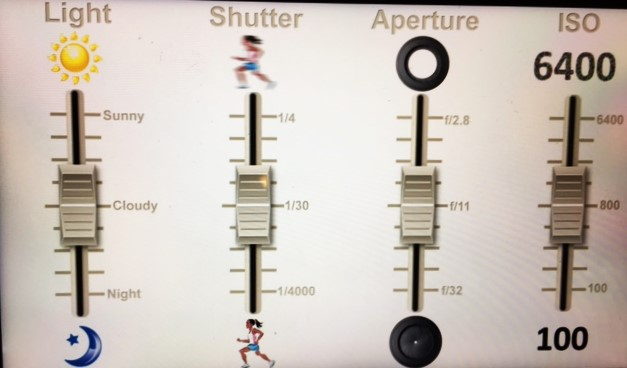 Light Shutter Aperture ISO
6400
Sunny 1/4 f/2.8 6400
Cloudy 1/30 f/11 800
Night 1/4000 f/32 100
100